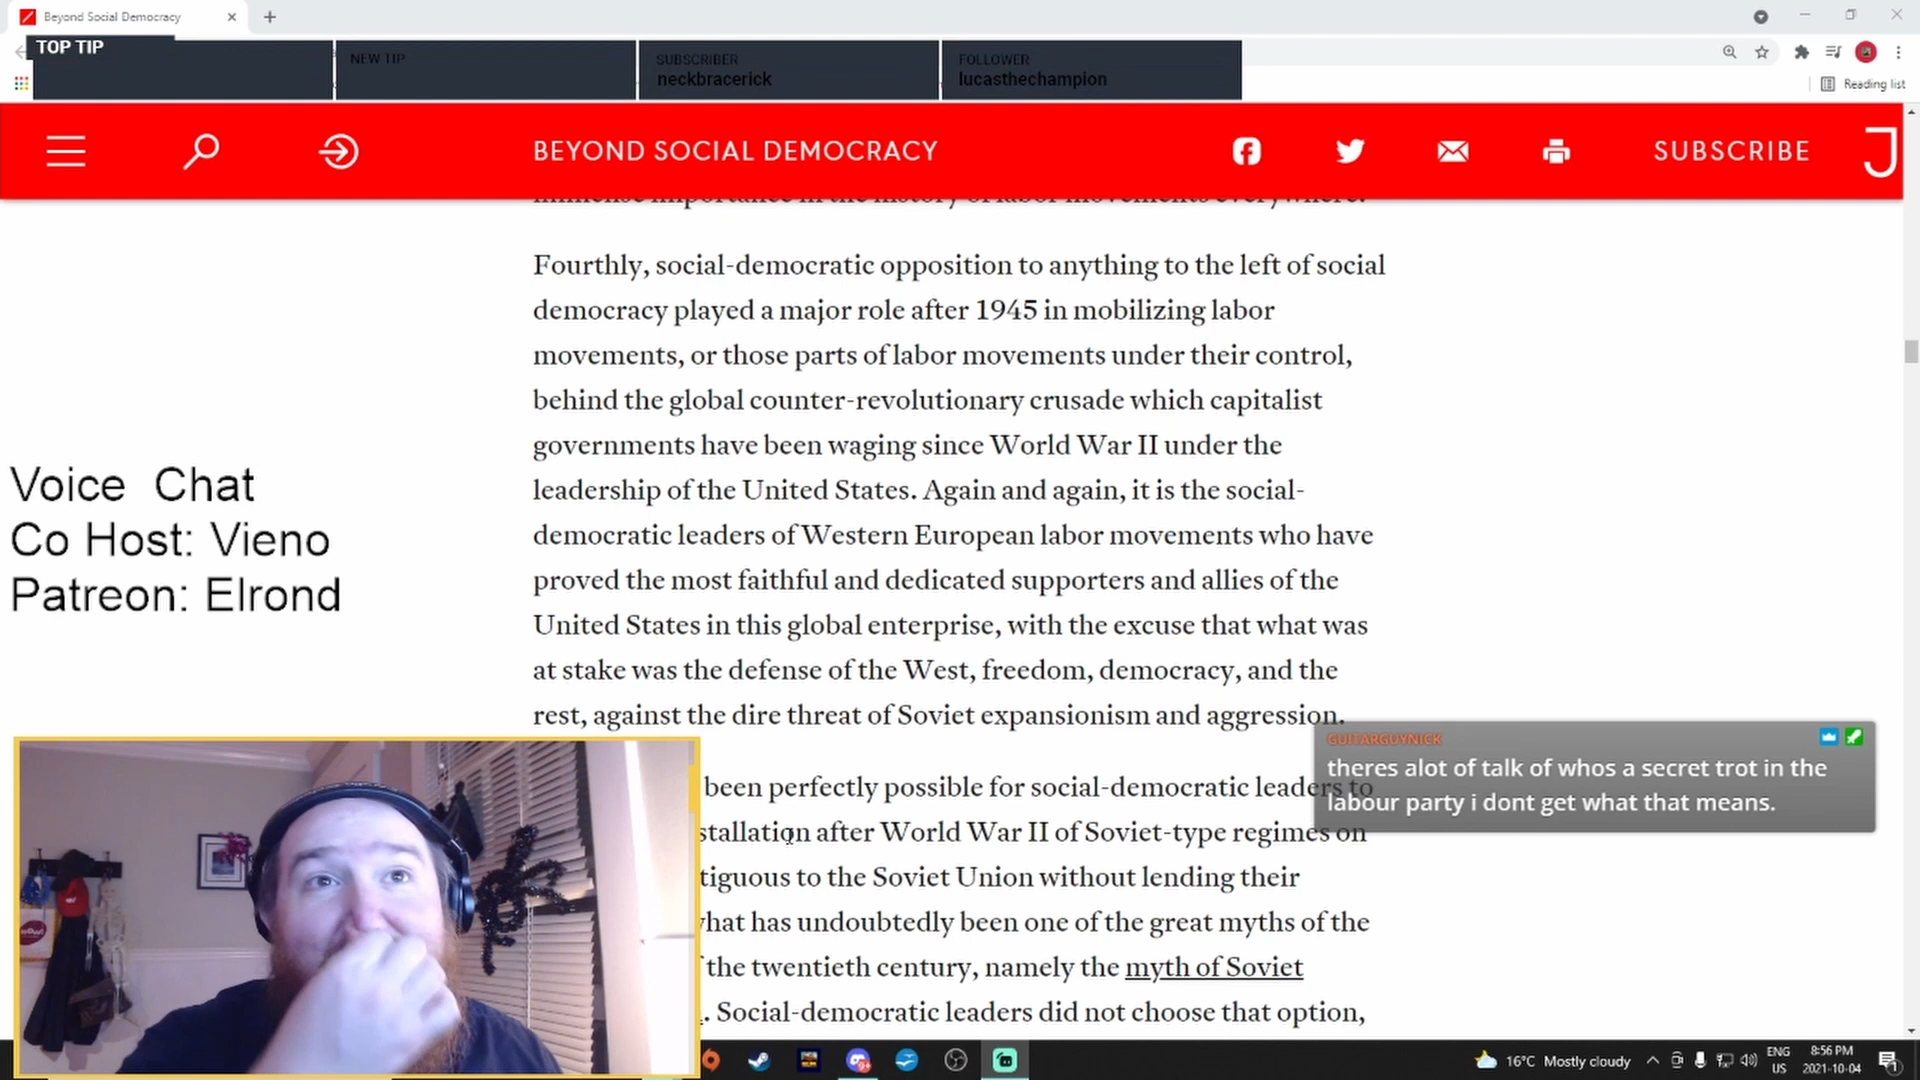 Beyond Social Democracy
TOP TIP
NEW TIP
SUBSCRIBER
neckbracerick
FOLLOWER
lucasthechampion
Reading list
BEYOND SOCIAL DEMOCRACY
SUBSCRIBE
J
immense importance in the history of labor movements everywhere.
Fourthly, social-democratic opposition to anything to the left of social
democracy played a major role after 1945 in mobilizing labor
movements, or those parts of labor movements under their control,
behind the global counter-revolutionary crusade which capitalist
governments have been waging since World War II under the
leadership of the United States. Again and again, it is the social-
democratic leaders of Western European labor movements who have
proved the most faithful and dedicated supporters and allies of the
United States in this global enterprise, with the excuse that what was
at stake was the defense of the West, freedom, democracy, and the
rest, against the dire threat of Soviet expansionism and aggression.
been perfectly possible for social-democratic leaders to
stallation after World War II of Soviet-type regimes on
tiguous to the Soviet Union without lending their
what has undoubtedly been one of the great myths of the
the twentieth century, namely the myth of Soviet
. Social-democratic leaders did not choose that option,
Voice Chat
Co Host: Vieno
Patreon: Elrond
GUITARGUYNICK
theres alot of talk of whos a secret trot in the
labour party i dont get what that means.
16°C Mostly cloudy
ENG
US
8:56 PM
2021-10-04